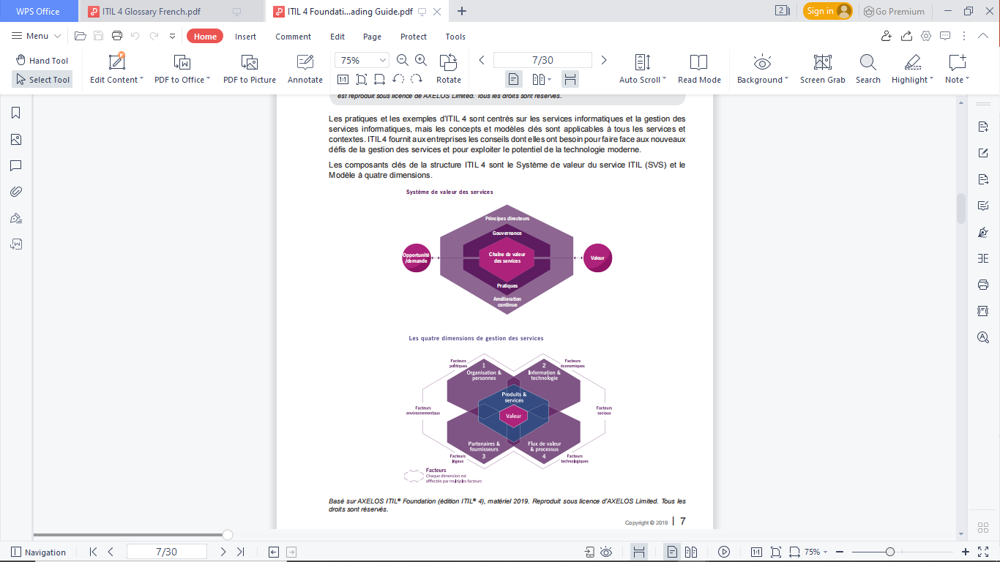 WPS Office
ITIL 4 Glossary French.pdf
ITIL 4 Foundati...ading Guide.pdf
2
Sign in
Go Premium
Menu
Home
Insert
Comment
Edit
Page
Protect
Tools
Hand Tool
Select Tool
Edit Content
PDF to Office
PDF to Picture
Annotate
75%
1:1
Rotate
7/30
Auto Scroll
Read Mode
Background
Screen Grab
Search
Highlight
Note
est reproduit sous licence de AXELOS Limited. Tous les droits sont réservés.
Les pratiques et les exemples d'ITIL 4 sont centrés sur les services informatiques et la gestion des
services informatiques, mais les concepts et modèles clés sont applicables à tous les services et
contextes. ITIL 4 fournit aux entreprises les conseils dont elles ont besoin pour faire face aux nouveaux
défis de la gestion des services et pour exploiter le potentiel de la technologie moderne.
Les composants clés de la structure ITIL 4 sont le Système de valeur du service ITIL (SVS) et le
Modèle à quatre dimensions.
Système de valeur des services
Principes directeurs
Gouvernance
Opportunité
/demande
Chaîne de valeur
des services
Valeur
Pratiques
Amélioration
continue
Les quatre dimensions de gestion des services
Facteurs
politiques
1
Organisation &
personnes
2
Information &
technologie
Facteurs
économiques
Produits &
services
Facteurs
environnementaux
Valeur
Facteurs
sociaux
Partenaires &
fournisseurs
3
Flux de valeur
& processus
4
Facteurs
légaux
Facteurs
technologiques
Facteurs
Chaque dimension est
afffectée par multiples facteurs
Basé sur AXELOS ITIL® Foundation (édition ITIL® 4), matériel 2019. Reproduit sous licence d'AXELOS Limited. Tous les
droits sont réservés.
Copyright © 2019 | 7
Navigation
7/30
1:1
75%